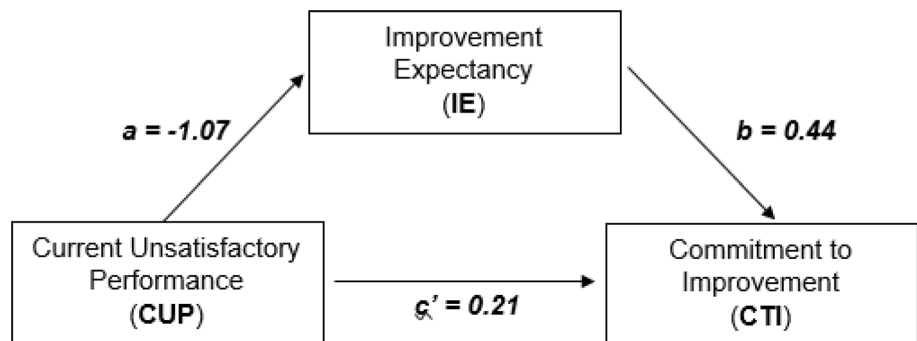 Improvement
Expectancy
(IE)
a = -1.07
b = 0.44
Current Unsatisfactory
Performance
(CUP)
c' = 0.21
Commitment to
Improvement
(CTI)